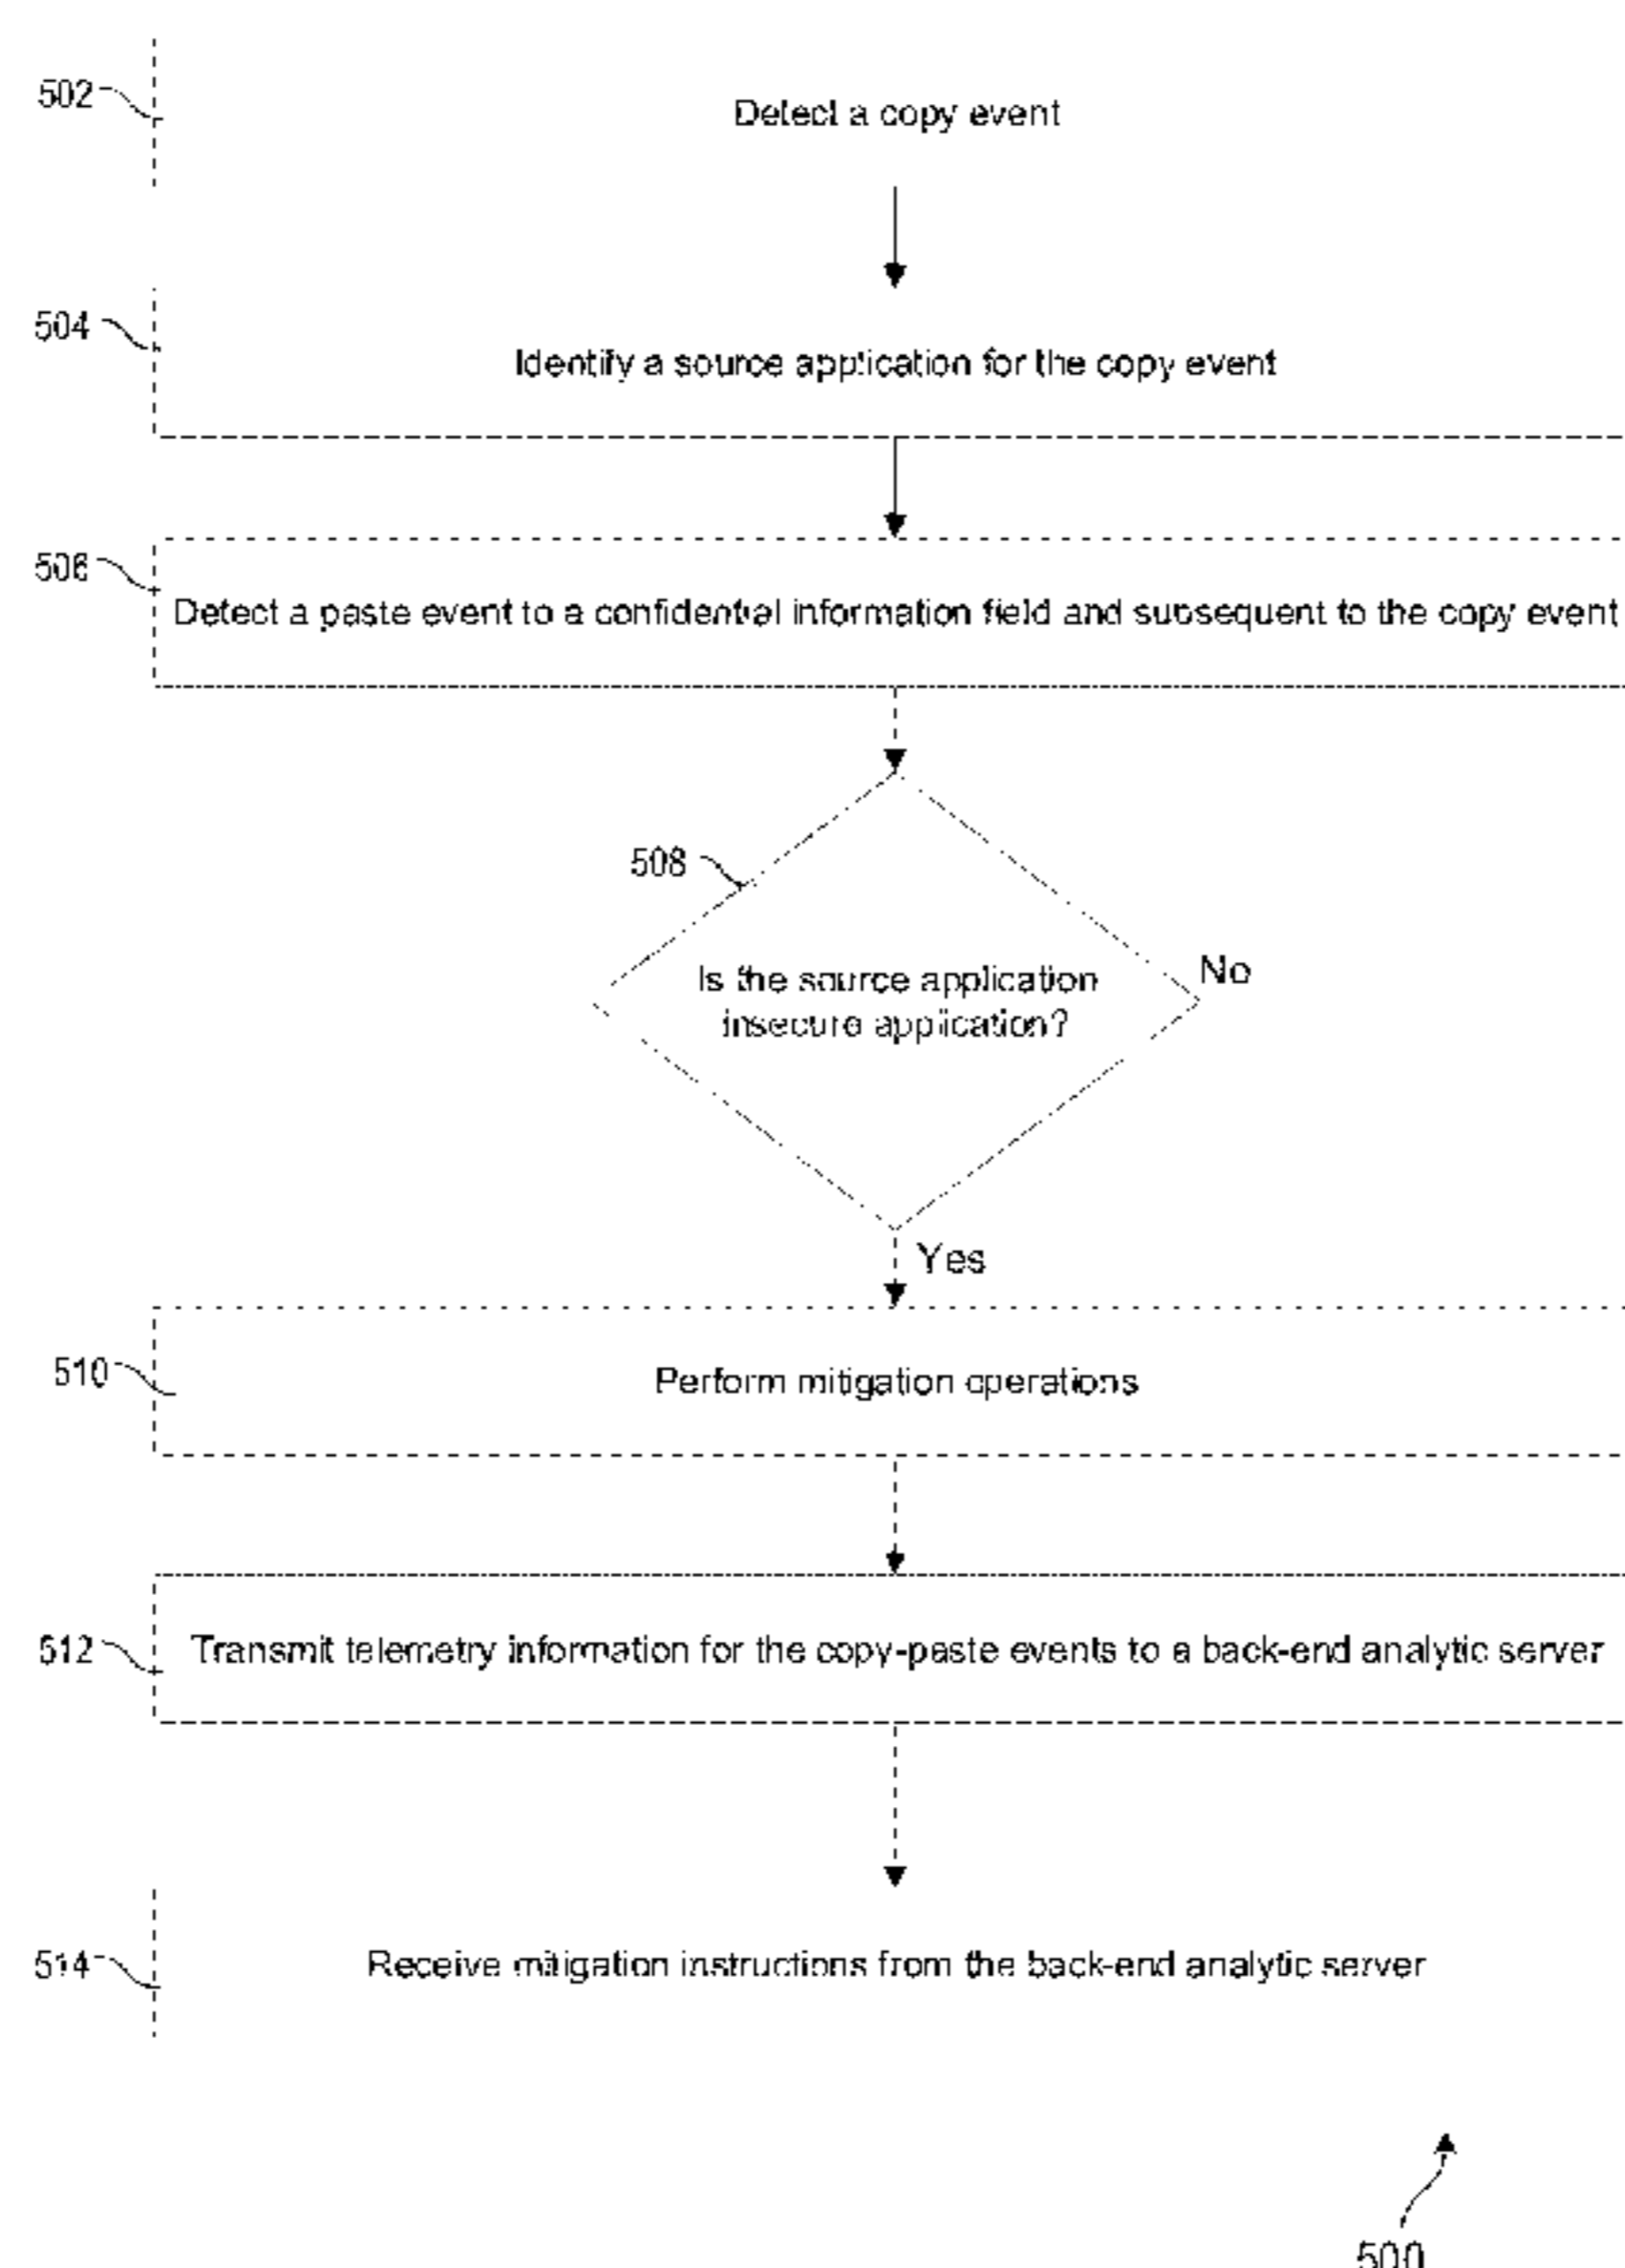 502
Detect a copy event
504
Identify a source application for the copy event
506
Detect a paste event to a confidential information field and subsequent to the copy event
508
Is the source application
insecure application?
No
Yes
510
Perform mitigation operations
512
Transmit telemetry information for the copy-paste events to a back-end analytic server
514
Receive mitigation instructions from the back-end analytic server
500